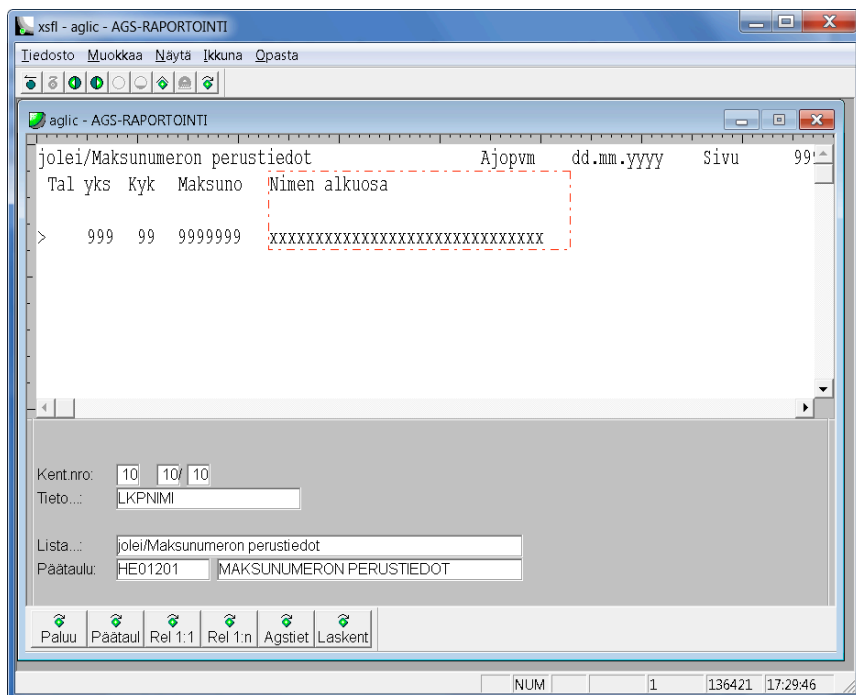 xsfl - aglic - AGS-RAPORTOINTI
Tiedosto Muokkaa Näytä Ikkuna Opasta
aglic - AGS-RAPORTOINTI
jolei/Maksunumeron perustiedot Ajopvm dd.mm.yyyy Sivu 99
Tal yks Kyk Maksuno Nimen alkuosa
> 999 99 9999999 xxxxxxxxxxxxxxxxxxxxxxxxxxxxxx
Kent.nro: 10 10/ 10
Tieto...: LKPNIMI
Lista...: jolei/Maksunumeron perustiedot
Päätaulu: HE01201 MAKSUNUMERON PERUSTIEDOT
Paluu Päätaul Rel 1:1 Rel 1:n Agstiet Laskent
NUM 1 136421 17:29:46